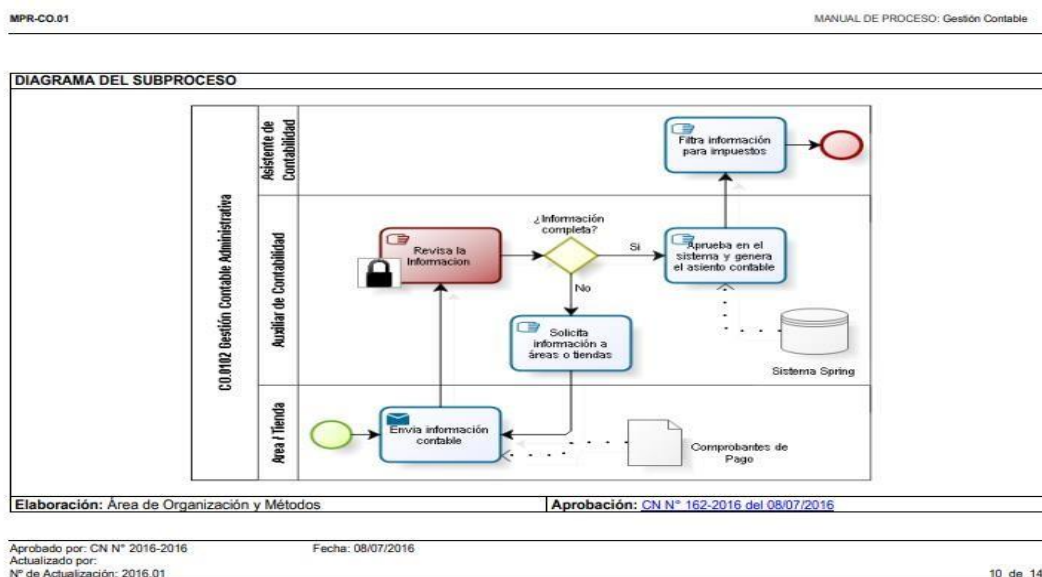 MPR-CO.01
MANUAL DE PROCESO: Gestión Contable
DIAGRAMA DEL SUBPROCESO
CO.0102 Gestión Contable Administrativa
Asistente de
Contabilidad
Filtra información
para impuestos
Auxiliar de Contabilidad
Revisa la
Informacion
¿Información
completa?
Si
No
Aprueba en el
sistema y genera
el asiento contable
Solicita
información a
áreas o tiendas
Sistema Spring
Area / Tienda
Envia información
contable
Comprobantes de
Pago
Elaboración: Área de Organización y Métodos
Aprobación: CN N° 162-2016 del 08/07/2016
Aprobado por: CN N° 2016-2016
Fecha: 08/07/2016
Actualizado por:
Nº de Actualización: 2016.01
10 de 14